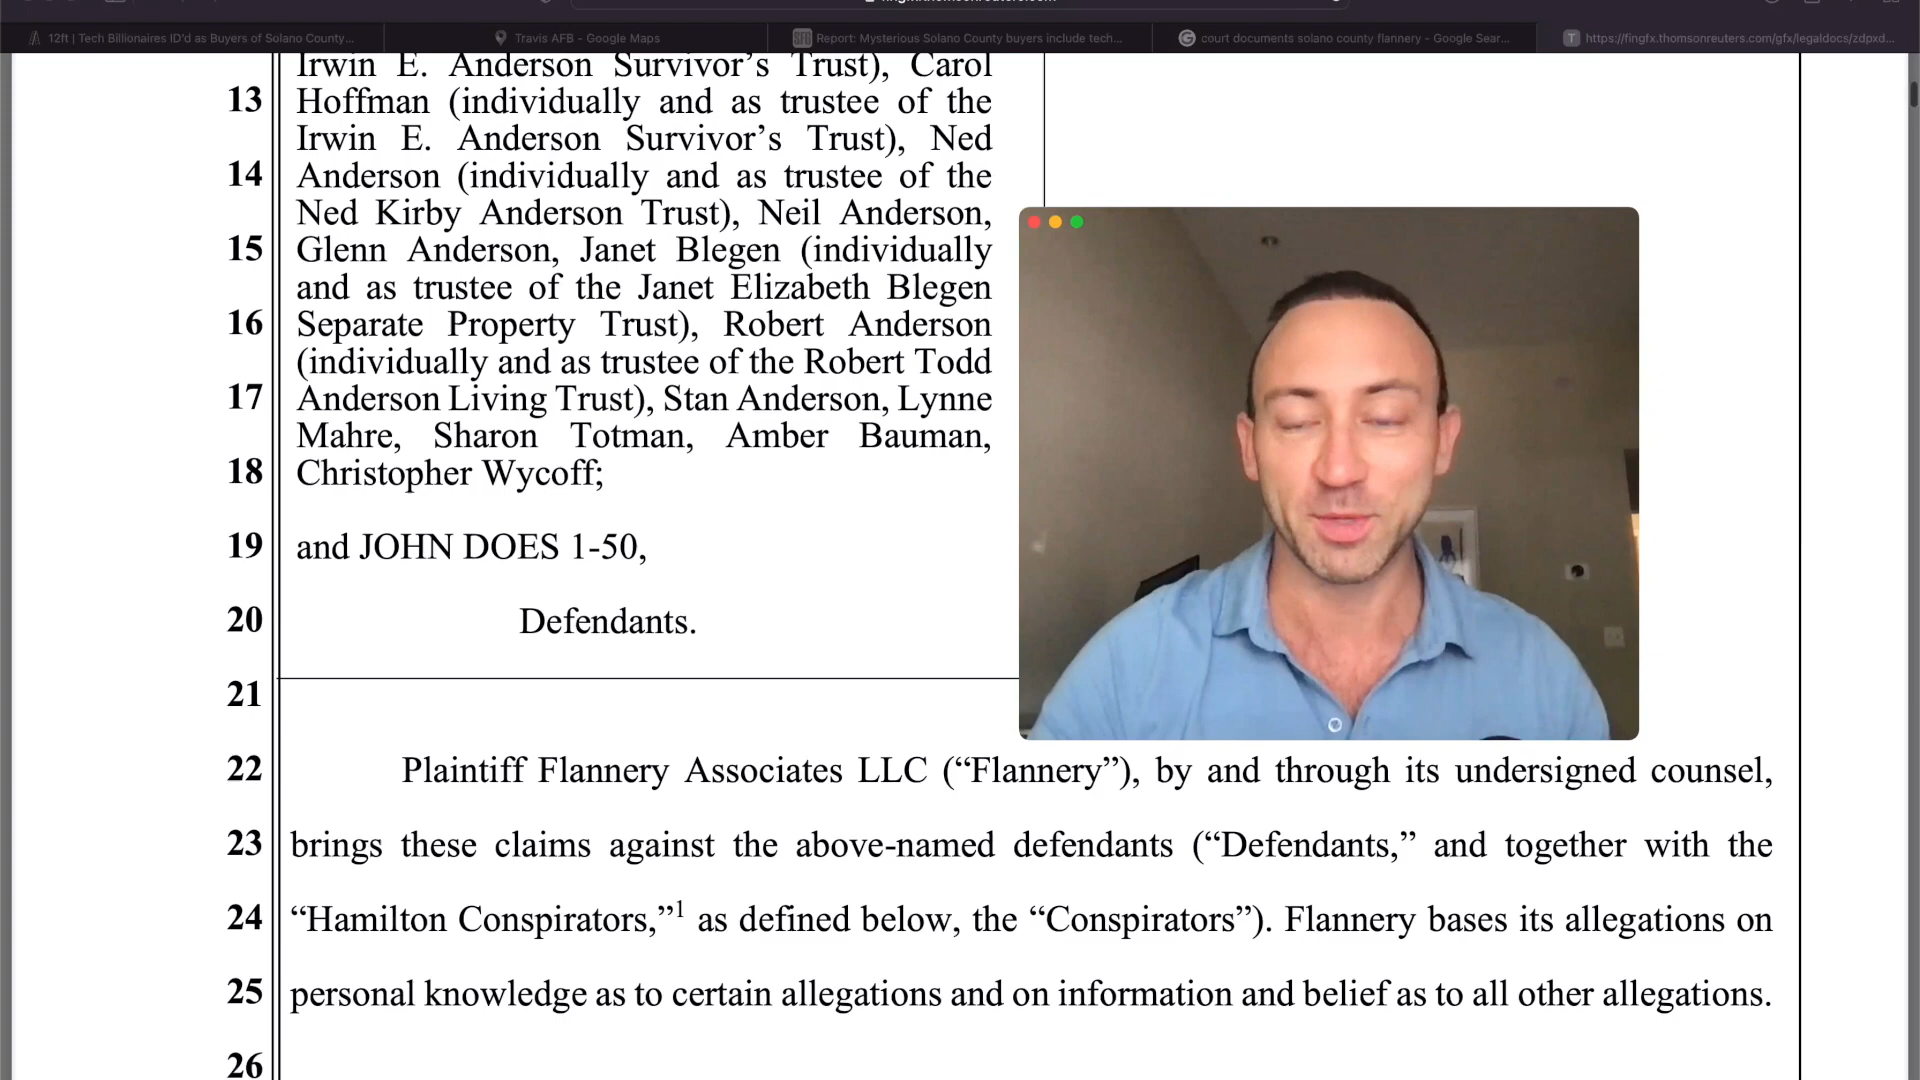 12ft | Tech Billionaires ID'd as Buyers of Solano County...
Travis AFB - Google Maps
Report: Mysterious Solano County buyers include tech...
court documents solano county flannery - Google Sear...
https://fingfx.thomsonreuters.com/gfx/legaldocs/zdpxd...
Irwin E. Anderson Survivor’s Trust), Carol
13 Hoffman (individually and as trustee of the
Irwin E. Anderson Survivor’s Trust), Ned
14 Anderson (individually and as trustee of the
Ned Kirby Anderson Trust), Neil Anderson,
15 Glenn Anderson, Janet Blegen (individually
and as trustee of the Janet Elizabeth Blegen
16 Separate Property Trust), Robert Anderson
(individually and as trustee of the Robert Todd
17 Anderson Living Trust), Stan Anderson, Lynne
Mahre, Sharon Totman, Amber Bauman,
18 Christopher Wycoff;
19 and JOHN DOES 1-50,
20 Defendants.
21
22 Plaintiff Flannery Associates LLC (“Flannery”), by and through its undersigned counsel,
23 brings these claims against the above-named defendants (“Defendants,” and together with the
24 “Hamilton Conspirators,”1 as defined below, the “Conspirators”). Flannery bases its allegations on
25 personal knowledge as to certain allegations and on information and belief as to all other allegations.
26